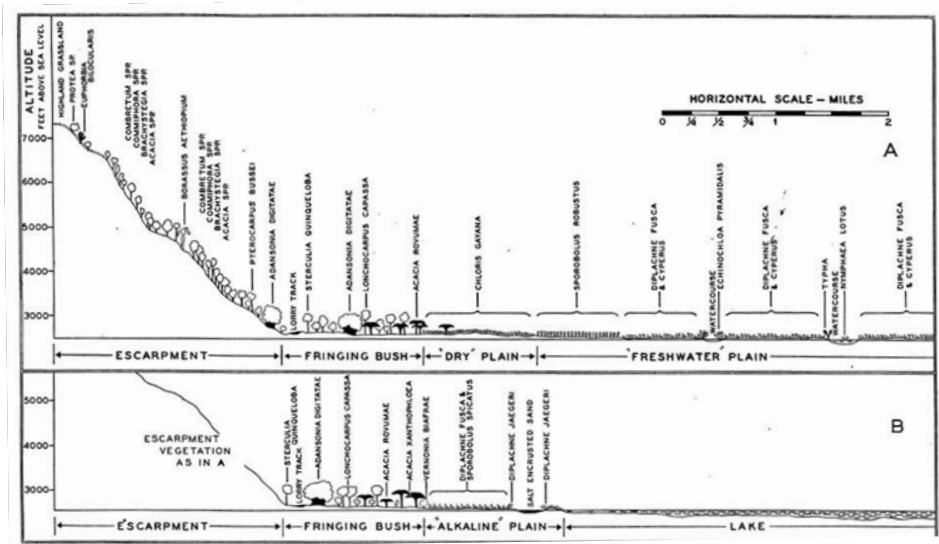 ALTITUDE
FEET ABOVE SEA LEVEL
7000
6000
5000
4000
3000
HIGHLAND GRASSLAND
PROTEA SP.
EUPHORBIA
BILOCULARIS
COMBRETUM SPP.
COMMIPHORA SPP.
BRACHYSTEGIA SPP.
ACACIA SPP.
BORASSUS AETHIOPIUM
COMBRETUM SPP.
COMMIPHORA SPP.
BRACHYSTEGIA SPP.
ACACIA SPP.
PTEROCARPUS BUSSEI
ADANSONIA DIGITATAE
LORRY TRACK
STERCULIA QUINQUELOBA
ADANSONIA DIGITATAE
LONCHOCARPUS CAPASSA
ACACIA ROVUMAE
CHLORIS GAYANA
SPOROBOLUS ROBUSTUS
DIPLACHNE FUSCA
& CYPERUS
WATERCOURSE
ECHINOCHLOA PYRAMIDALIS
DIPLACHNE FUSCA
& CYPERUS
TYPHA
WATERCOURSE
NYMPHAEA LOTUS
DIPLACHNE FUSCA
& CYPERUS
HORIZONTAL SCALE – MILES
0 ¼ ½ ¾ 1 2
A
ESCARPMENT
FRINGING BUSH
"DRY" PLAIN
"FRESHWATER" PLAIN
5000
4000
3000
ESCARPMENT
VEGETATION
AS IN A
STERCULIA
QUINQUELOBA
LORRY TRACK
ADANSONIA DIGITATAE
LONCHOCARPUS CAPASSA
ACACIA ROVUMAE
ACACIA XANTHOPHLOEA
VERNONIA BIAFRAE
DIPLACHNE FUSCA &
SPOROBOLUS SPICATUS
DIPLACHNE JAEGERI
SALT ENCRUSTED SAND
DIPLACHNE JAEGERI
B
ESCARPMENT
FRINGING BUSH
"ALKALINE" PLAIN
LAKE